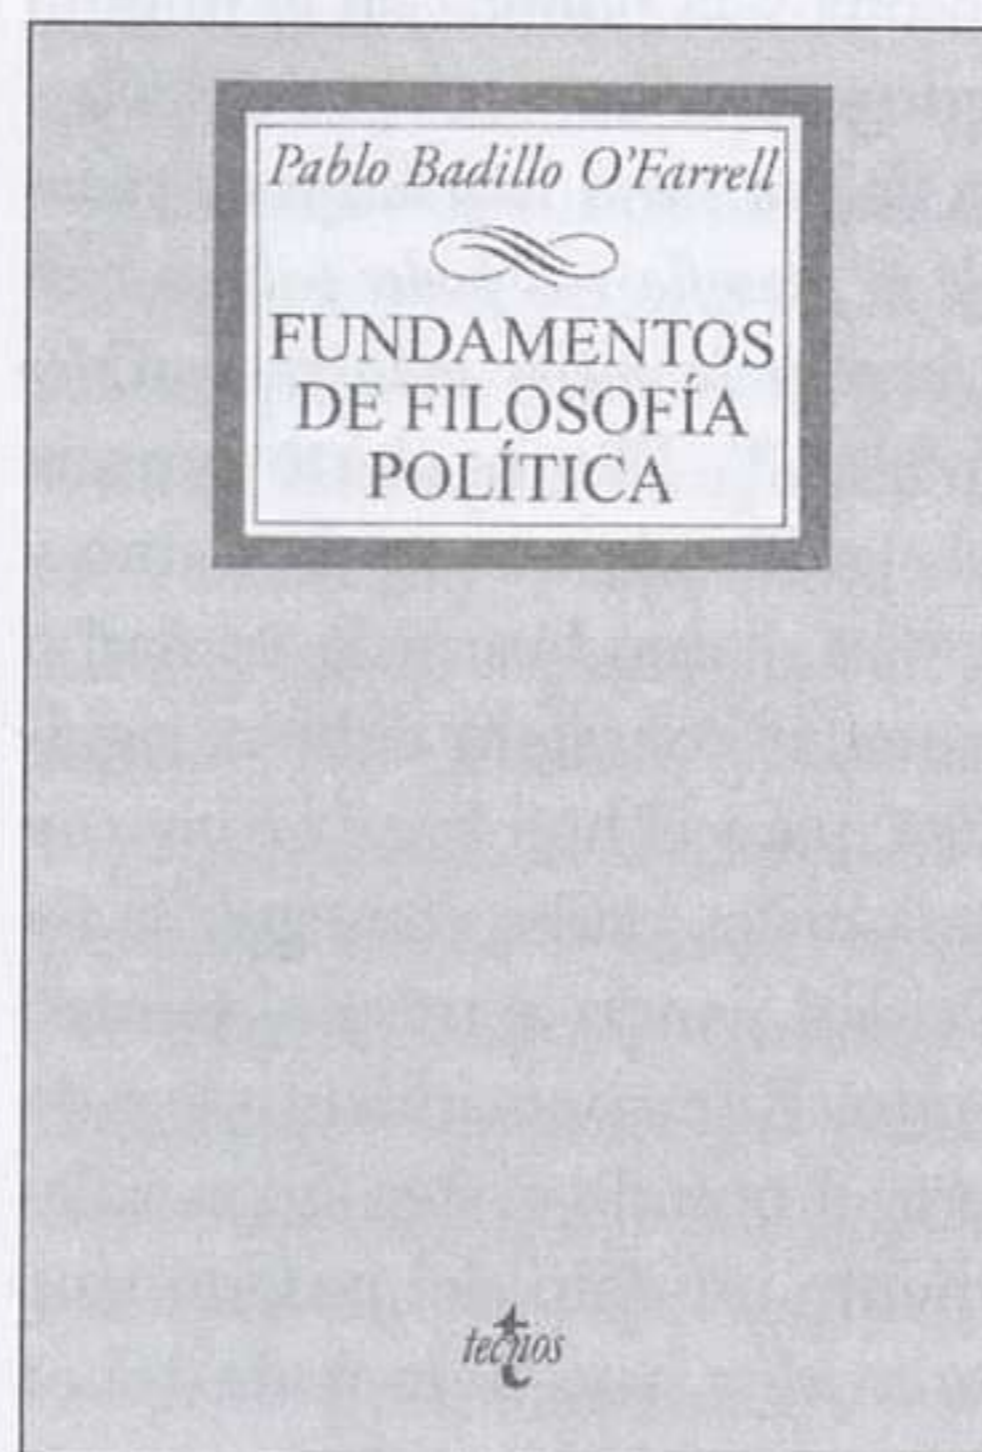 Pablo Badillo O'Farrell
FUNDAMENTOS
DE FILOSOFÍA
POLÍTICA
tecnos